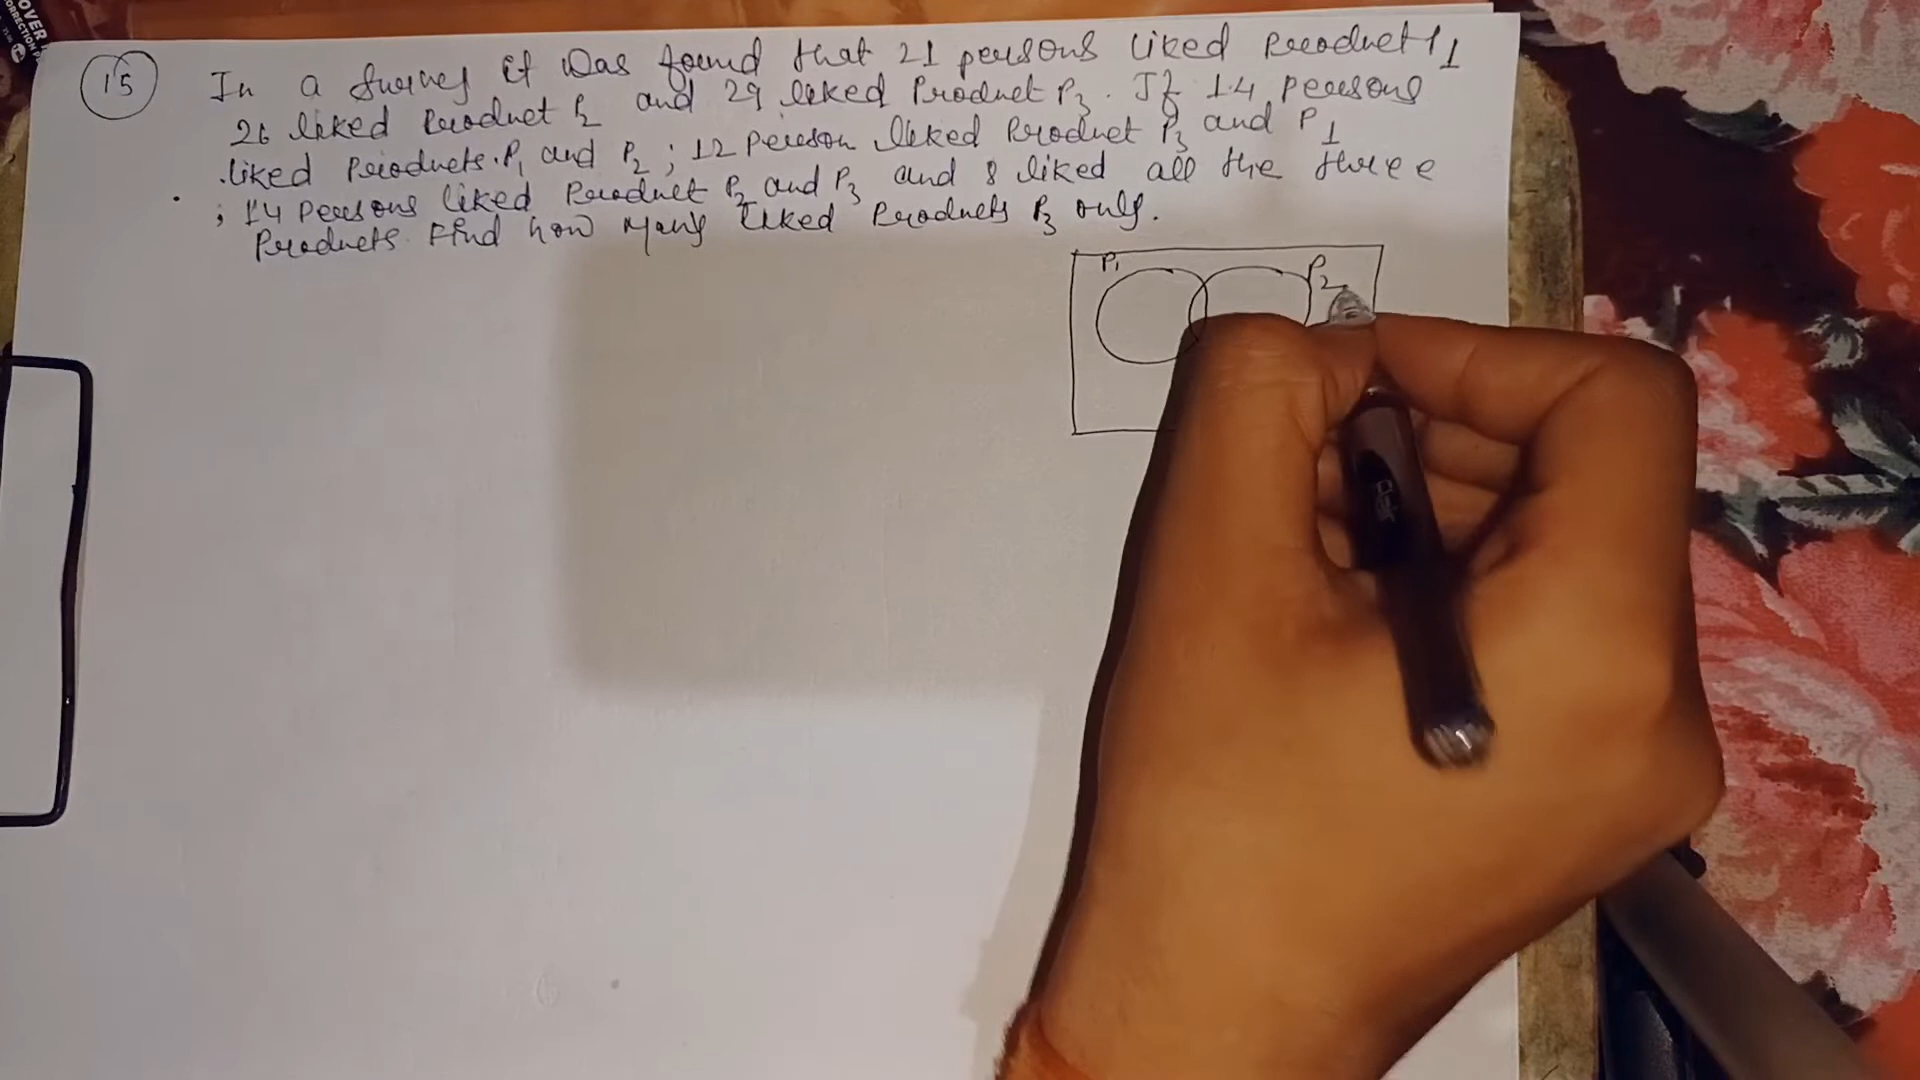 OVER
CORRECTION P
15
In a survey it was found that 21 persons liked Product P1
26 liked Product P2 and 29 liked Product P3. If 14 persons
liked Products P1 and P2 ; 12 person liked Product P3 and P1
; 14 persons liked Product P2 and P3 and 8 liked all the three
Products. Find how many liked Products P3 only.
P1
P2